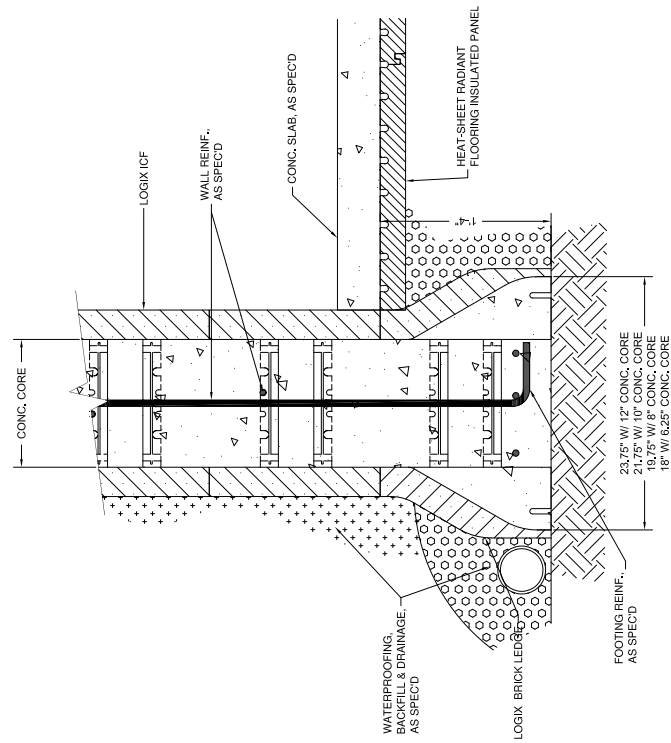 LOGIX ICF
WALL REINF.,
AS SPEC'D
CONC. SLAB, AS SPEC'D
HEAT-SHEET RADIANT
FLOORING INSULATED PANEL
CONC. CORE
1'-4"
23.75" W/ 12" CONC. CORE
21.75" W/ 10" CONC. CORE
19.75" W/ 8" CONC. CORE
18" W/ 6.25" CONC. CORE
WATERPROOFING,
BACKFILL & DRAINAGE,
AS SPEC'D
LOGIX BRICK LEDGE
FOOTING REINF.,
AS SPEC'D